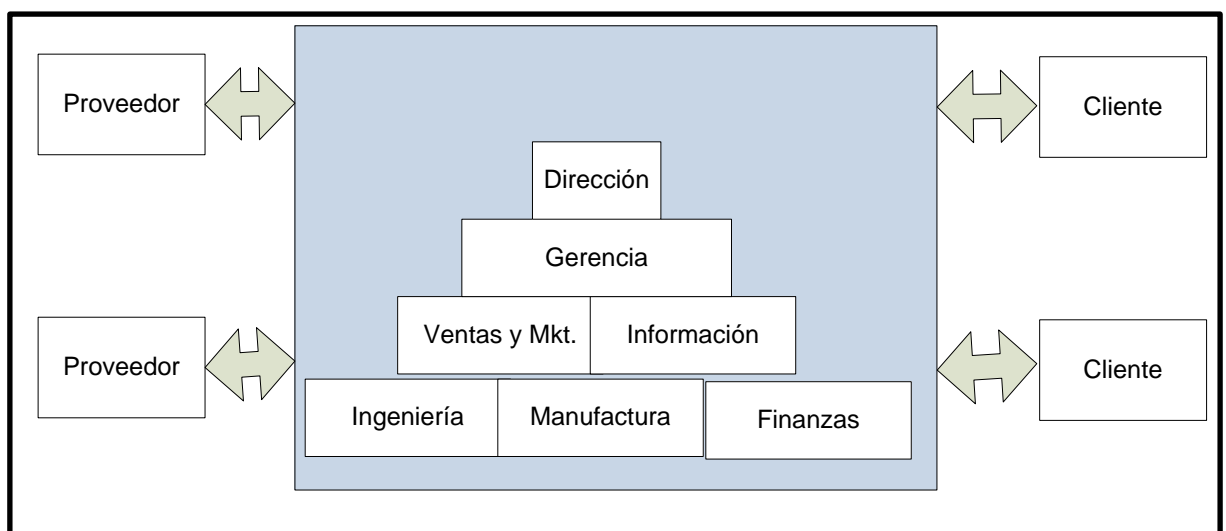 Proveedor
Cliente
Dirección
Gerencia
Ventas y Mkt.
Información
Proveedor
Cliente
Ingeniería
Manufactura
Finanzas